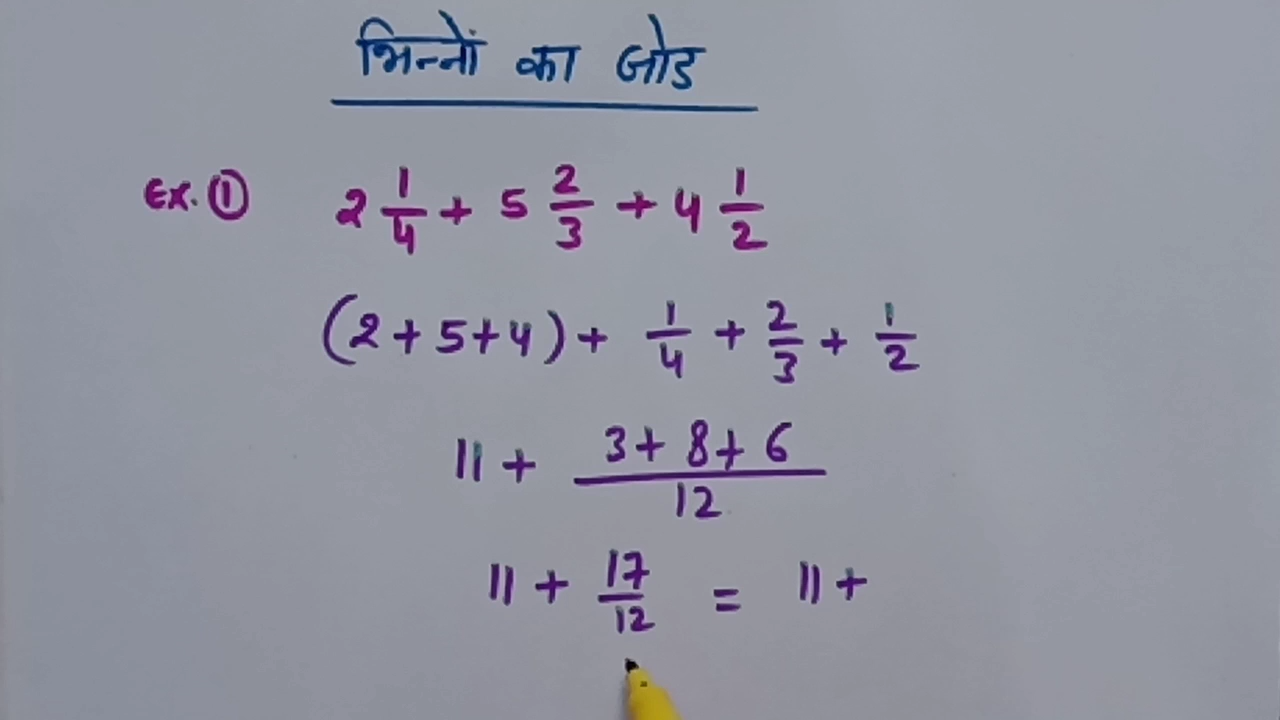 भिन्नों का जोड
Ex. ① 2 1/4 + 5 2/3 + 4 1/2
(2+5+4) + 1/4 + 2/3 + 1/2
11 + 3+8+6/12
11 + 17/12 = 11 +